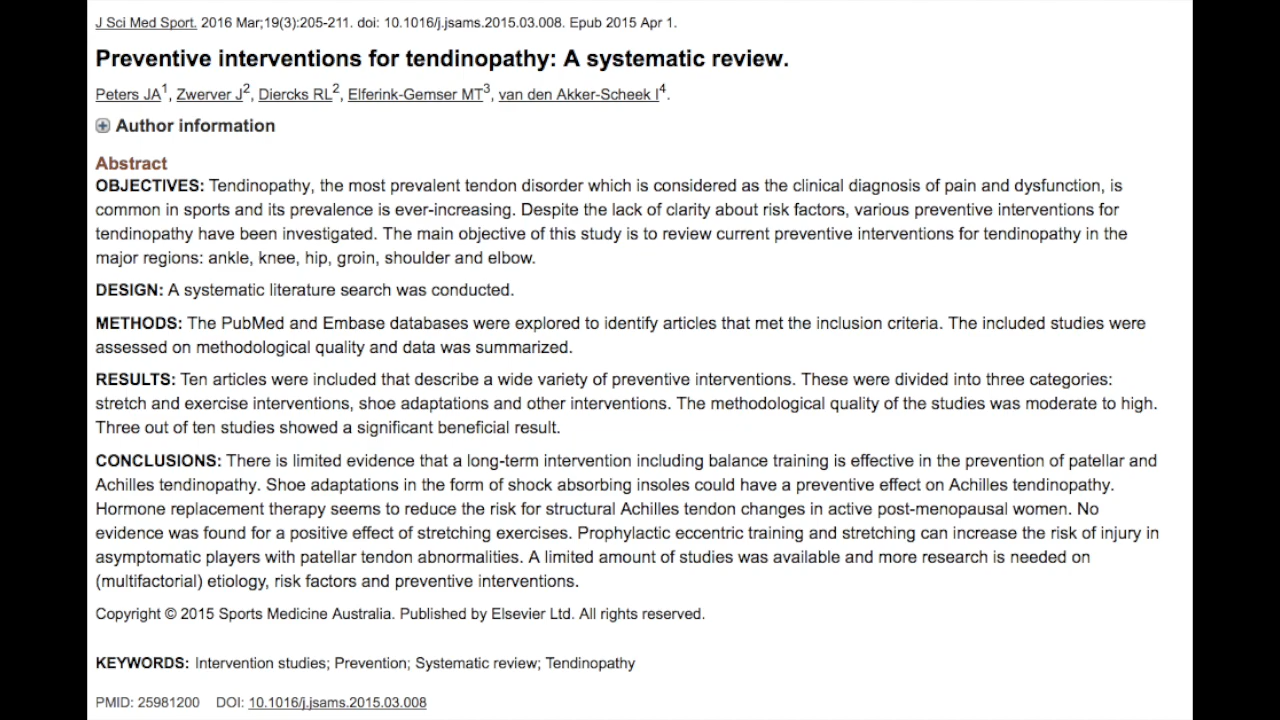 J Sci Med Sport. 2016 Mar;19(3):205-211. doi: 10.1016/j.jsams.2015.03.008. Epub 2015 Apr 1.
Preventive interventions for tendinopathy: A systematic review.
Peters JA1, Zwerver J2, Diercks RL2, Elferink-Gemser MT3, van den Akker-Scheek I4.
Author information
Abstract
OBJECTIVES: Tendinopathy, the most prevalent tendon disorder which is considered as the clinical diagnosis of pain and dysfunction, is
common in sports and its prevalence is ever-increasing. Despite the lack of clarity about risk factors, various preventive interventions for
tendinopathy have been investigated. The main objective of this study is to review current preventive interventions for tendinopathy in the
major regions: ankle, knee, hip, groin, shoulder and elbow.
DESIGN: A systematic literature search was conducted.
METHODS: The PubMed and Embase databases were explored to identify articles that met the inclusion criteria. The included studies were
assessed on methodological quality and data was summarized.
RESULTS: Ten articles were included that describe a wide variety of preventive interventions. These were divided into three categories:
stretch and exercise interventions, shoe adaptations and other interventions. The methodological quality of the studies was moderate to high.
Three out of ten studies showed a significant beneficial result.
CONCLUSIONS: There is limited evidence that a long-term intervention including balance training is effective in the prevention of patellar and
Achilles tendinopathy. Shoe adaptations in the form of shock absorbing insoles could have a preventive effect on Achilles tendinopathy.
Hormone replacement therapy seems to reduce the risk for structural Achilles tendon changes in active post-menopausal women. No
evidence was found for a positive effect of stretching exercises. Prophylactic eccentric training and stretching can increase the risk of injury in
asymptomatic players with patellar tendon abnormalities. A limited amount of studies was available and more research is needed on
(multifactorial) etiology, risk factors and preventive interventions.
Copyright © 2015 Sports Medicine Australia. Published by Elsevier Ltd. All rights reserved.
KEYWORDS: Intervention studies; Prevention; Systematic review; Tendinopathy
PMID: 25981200 DOI: 10.1016/j.jsams.2015.03.008